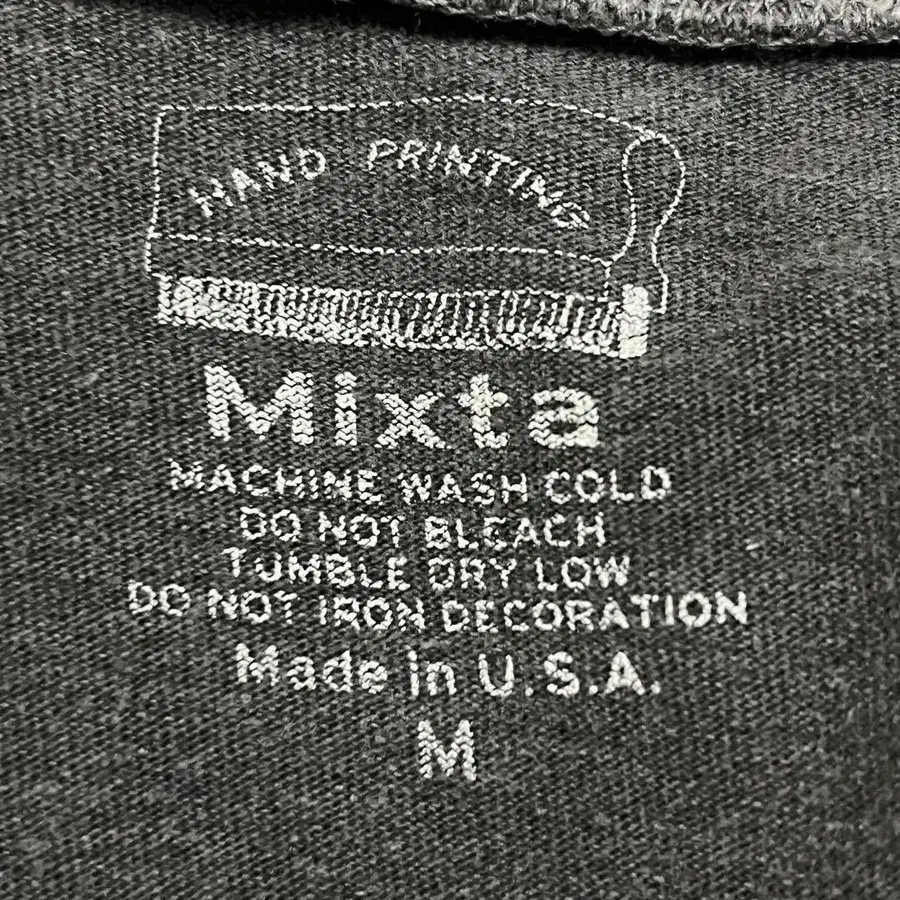 HAND PRINTING
Mixta
MACHINE WASH COLD
DO NOT BLEACH
TUMBLE DRY LOW
DO NOT IRON DECORATION
Made in U.S.A.
M